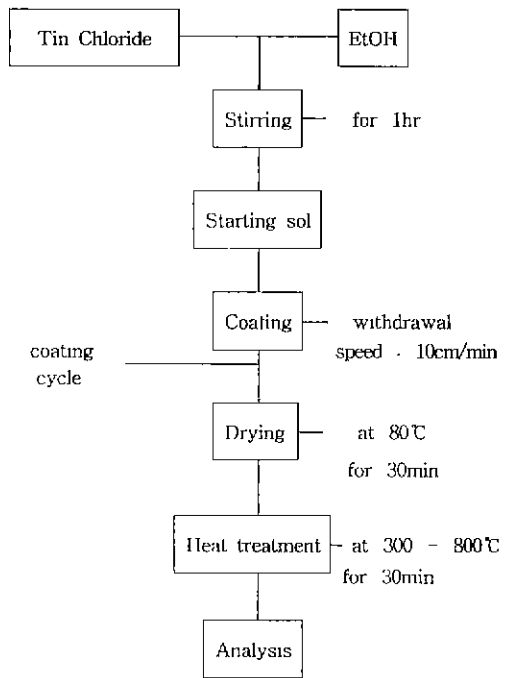 Tin Chloride
EtOH
Stirring
for 1hr
Starting sol
Coating
withdrawal
speed . 10cm/min
coating
cycle
Drying
at 80℃
for 30min
Heat treatment
at 300 - 800℃
for 30min
Analysis